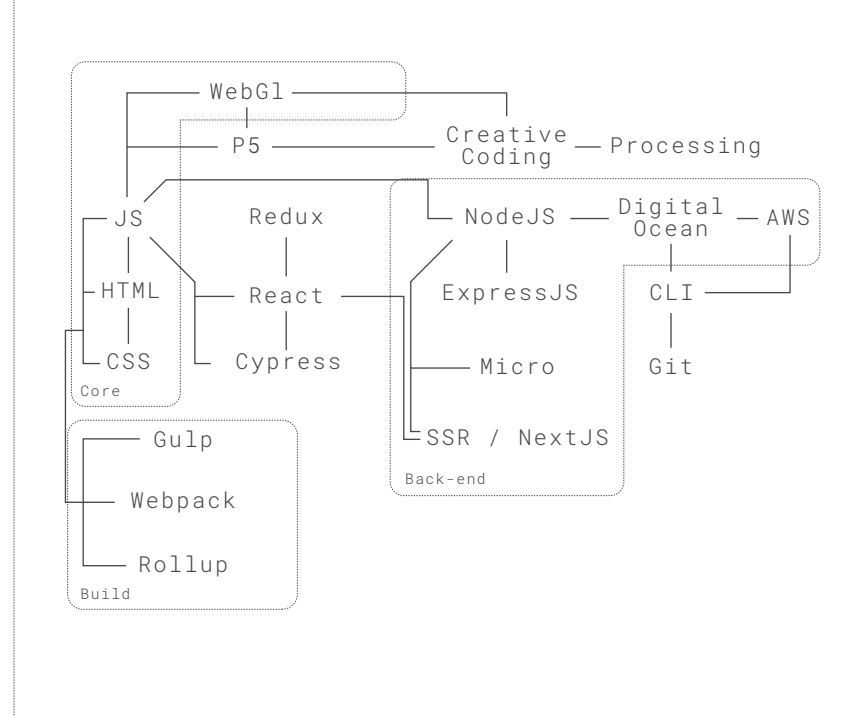 WebGl
P5
Creative
Coding
Processing
JS
Redux
NodeJS
Digital
Ocean
AWS
HTML
React
ExpressJS
CLI
CSS
Cypress
Micro
Git
Core
Gulp
SSR / NextJS
Back-end
Webpack
Rollup
Build